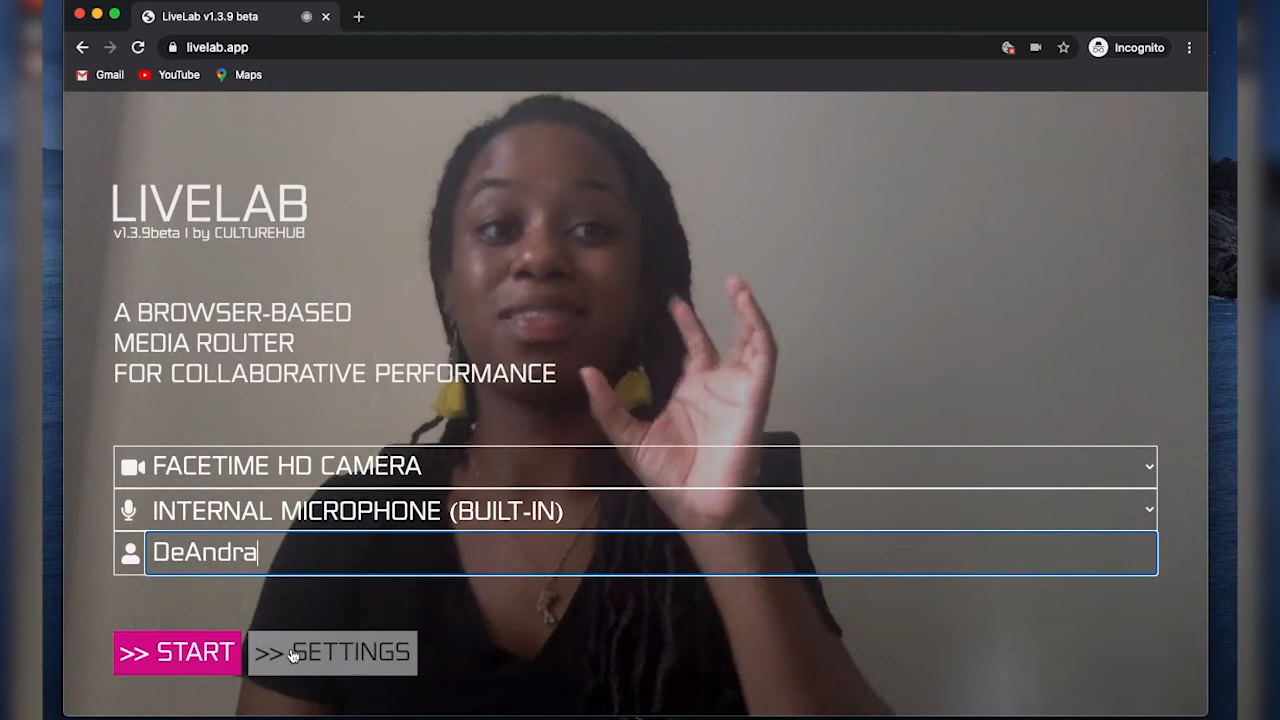 LiveLab v1.3.9 beta
livelab.app
Incognito
Gmail YouTube Maps
LIVELAB
v1.3.9beta | by CULTUREHUB
A BROWSER-BASED
MEDIA ROUTER
FOR COLLABORATIVE PERFORMANCE
FACETIME HD CAMERA
INTERNAL MICROPHONE (BUILT-IN)
DeAndra
>> START >> SETTINGS